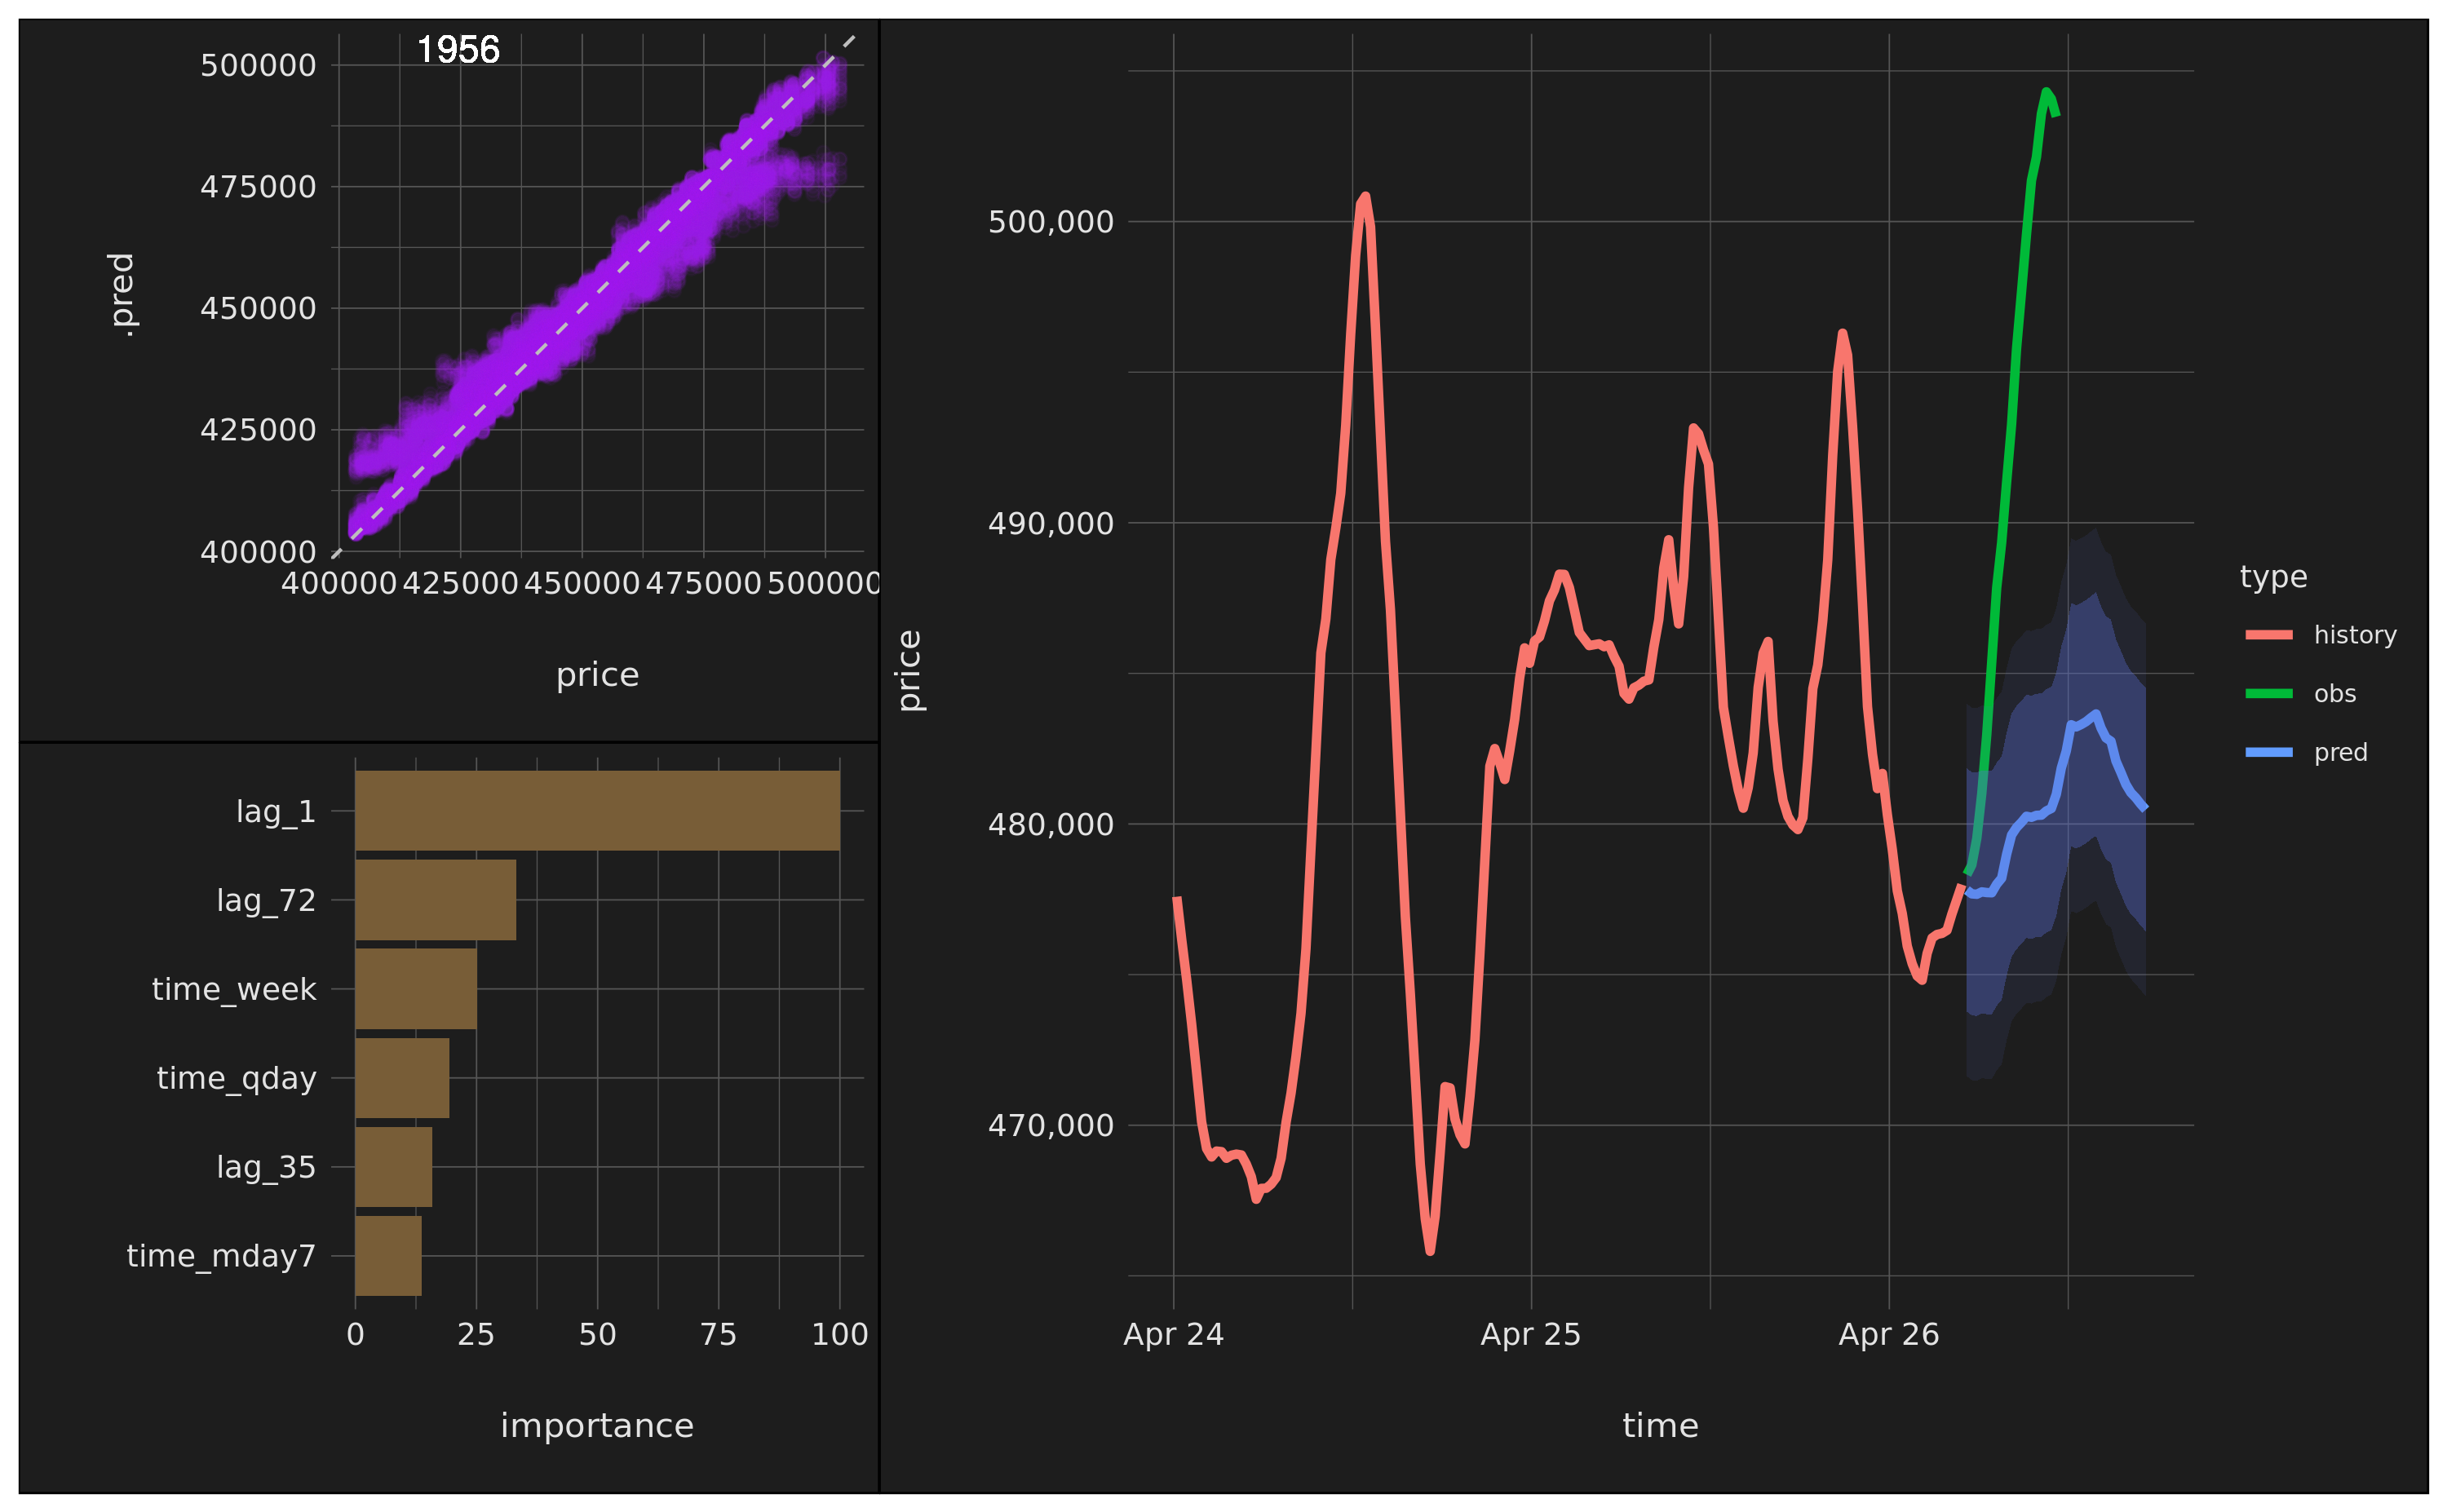 1956
500000
475000
450000
425000
400000
.pred
400000 425000 450000 475000 500000
price
lag_1
lag_72
time_week
time_qday
lag_35
time_mday7
0 25 50 75 100
importance
500,000
490,000
480,000
470,000
price
Apr 24 Apr 25 Apr 26
time
type
history
obs
pred